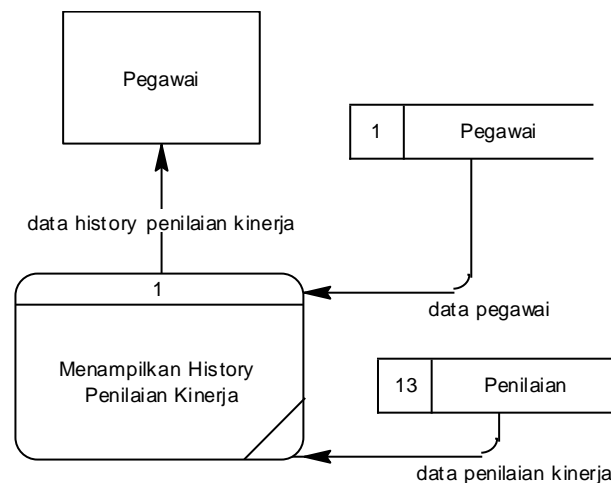 Pegawai
1
Pegawai
data history penilaian kinerja
1
data pegawai
Menampilkan History
Penilaian Kinerja
13
Penilaian
data penilaian kinerja